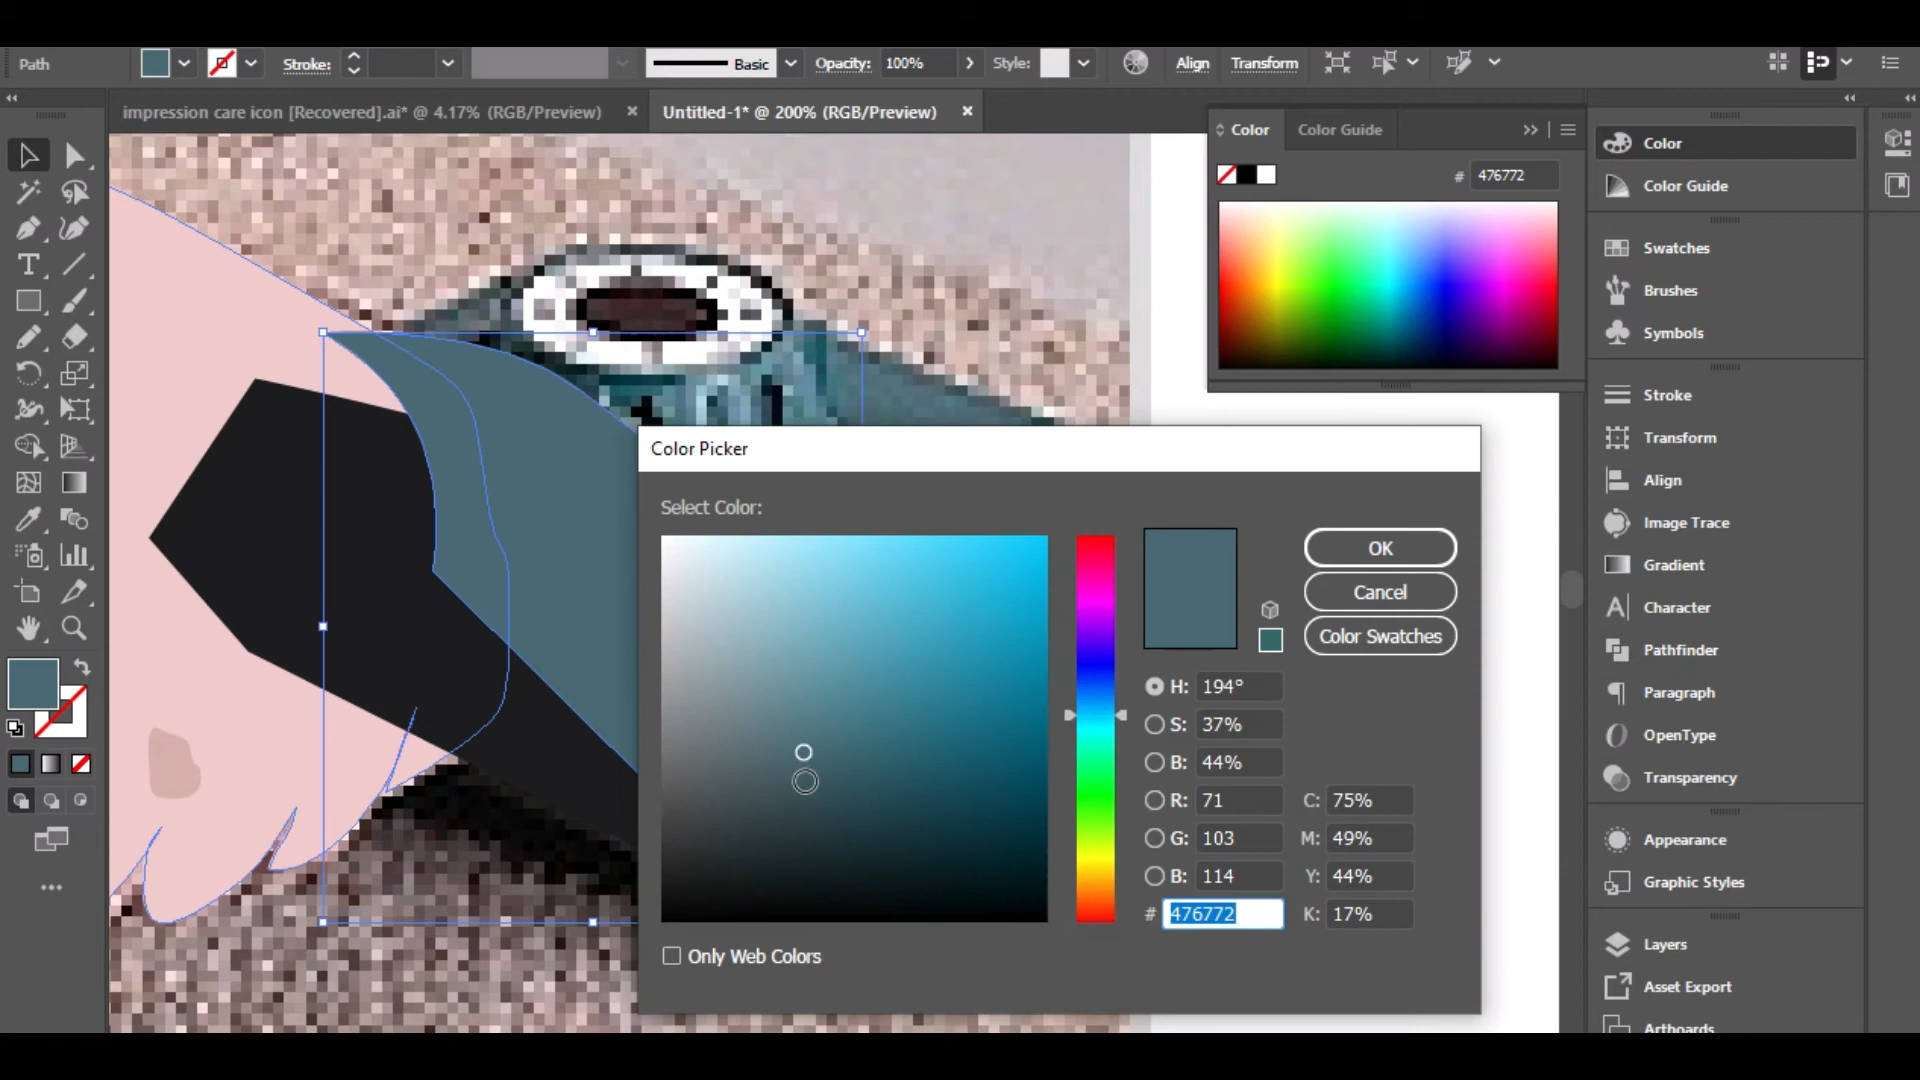 Path
Stroke:
Basic
Opacity:
100%
Style:
Align
Transform
impression care icon [Recovered].ai* @ 4.17% (RGB/Preview)
Untitled-1* @ 200% (RGB/Preview)
Color
Color Guide
# 476772
Color
Color Guide
Swatches
Brushes
Symbols
Stroke
Transform
Align
Image Trace
Gradient
Character
Pathfinder
Paragraph
OpenType
Transparency
Appearance
Graphic Styles
Layers
Asset Export
Artboards
Color Picker
Select Color:
OK
Cancel
Color Swatches
H: 194°
S: 37%
B: 44%
R: 71
C: 75%
G: 103
M: 49%
B: 114
Y: 44%
# 476772
K: 17%
Only Web Colors